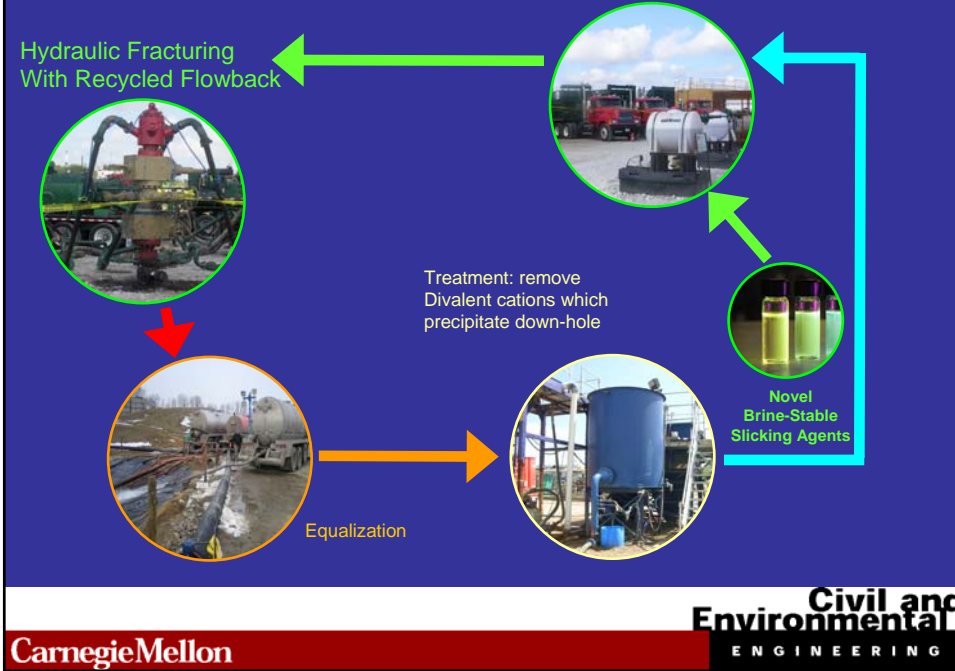 Hydraulic Fracturing
With Recycled Flowback
Treatment: remove
Divalent cations which
precipitate down-hole
Novel
Brine-Stable
Slicking Agents
Equalization
Civil and
Environmental
ENGINEERING
CarnegieMellon